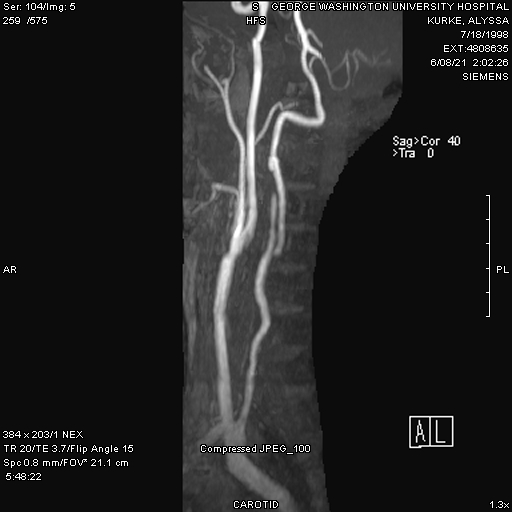 Ser: 104/Img: 5
259 /575
S
HFS
GEORGE WASHINGTON UNIVERSITY HOSPITAL
KURKE, ALYSSA
7/18/1998
EXT:4808635
6/08/21 2:02:26
SIEMENS
Sag>Cor 40
>Tra 0
AR
PL
384 x 203/1 NEX
TR 20/TE 3.7/Flip Angle 15
Spc 0.8 mm/FOV* 21.1 cm
5:48:22
Compressed JPEG_100
A L
CAROTID
1.3x